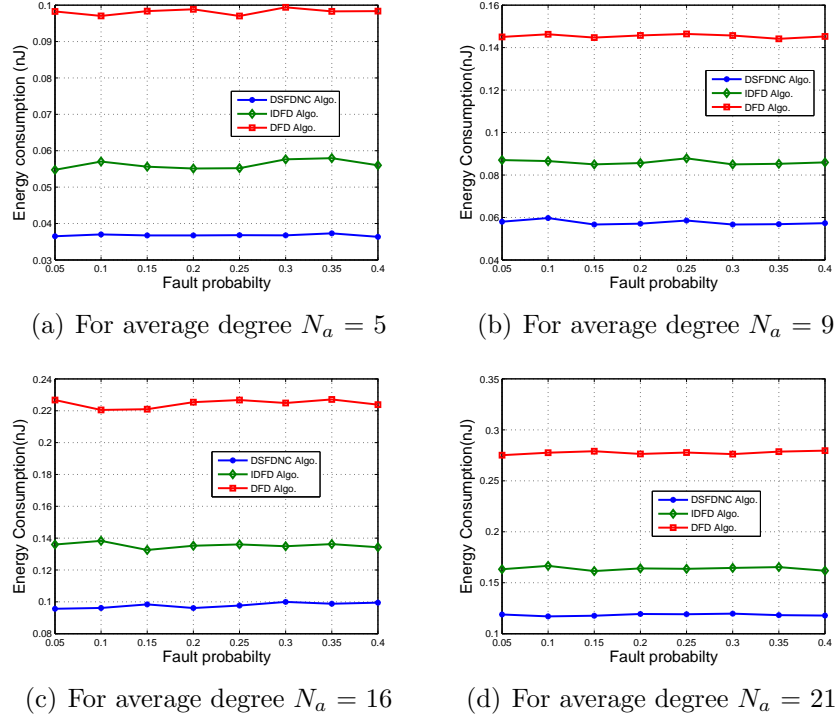 0.1
0.09
0.08
0.07
0.06
0.05
0.04
0.03
Energy consumption (nJ)
DSFDNC Algo.
IDFD Algo.
DFD Algo.
0.05 0.1 0.15 0.2 0.25 0.3 0.35 0.4
Fault probabilty
(a) For average degree N_a = 5
0.16
0.14
0.12
0.1
0.08
0.06
0.04
Energy Consumption(nJ)
DSFDNC Algo.
IDFD Algo.
DFD Algo.
0.05 0.1 0.15 0.2 0.25 0.3 0.35 0.4
Fault probabilty
(b) For average degree N_a = 9
0.24
0.22
0.2
0.18
0.16
0.14
0.12
0.1
0.08
Energy Consumption(nJ)
DSFDNC Algo.
IDFD Algo.
DFD Algo.
0.05 0.1 0.15 0.2 0.25 0.3 0.35 0.4
Fault probabilty
(c) For average degree N_a = 16
0.35
0.3
0.25
0.2
0.15
0.1
Energy Consumption(nJ)
DSFDNC Algo.
IDFD Algo.
DFD Algo.
0.05 0.1 0.15 0.2 0.25 0.3 0.35 0.4
Fault probabilty
(d) For average degree N_a = 21